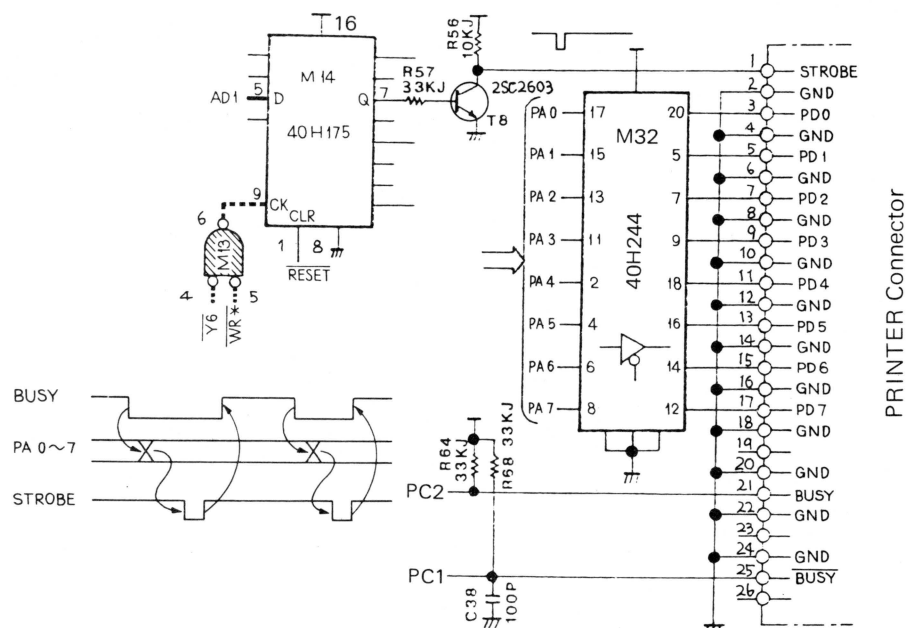 16
M14
AD1
5
D
Q
7
40H175
9
CK
CLR
1
8
RESET
6
M13
4
5
Y6
WR*
R57
33KJ
R56
10KJ
2SC2603
T8
PA0
17
M32
20
PA1
15
5
PA2
13
7
PA3
11
9
40H244
PA4
2
18
PA5
4
16
PA6
6
14
PA7
8
12
1
STROBE
2
GND
3
PD0
4
GND
5
PD1
6
GND
7
PD2
8
GND
9
PD3
10
GND
11
PD4
12
GND
13
PD5
14
GND
15
PD6
16
GND
17
PD7
18
GND
19
20
GND
21
BUSY
22
GND
23
24
GND
25
BUSY
26
PRINTER Connector
BUSY
PA 0~7
STROBE
R64
33KJ
R68 33KJ
PC2
PC1
C38
100P